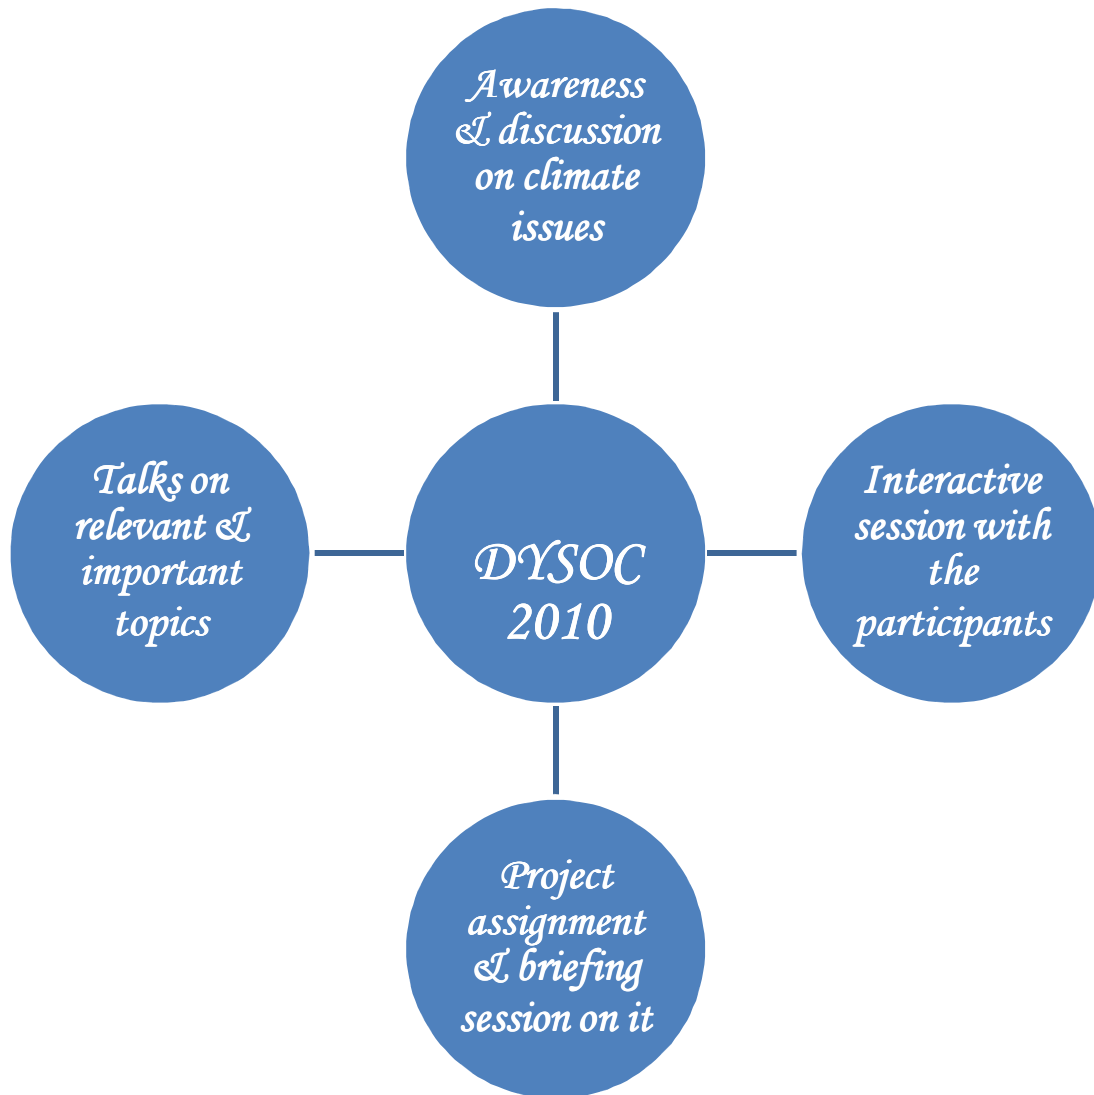 Awareness
& discussion
on climate
issues
Talks on
relevant &
important
topics
DYSOC
2010
Interactive
session with
the
participants
Project
assignment
& briefing
session on it